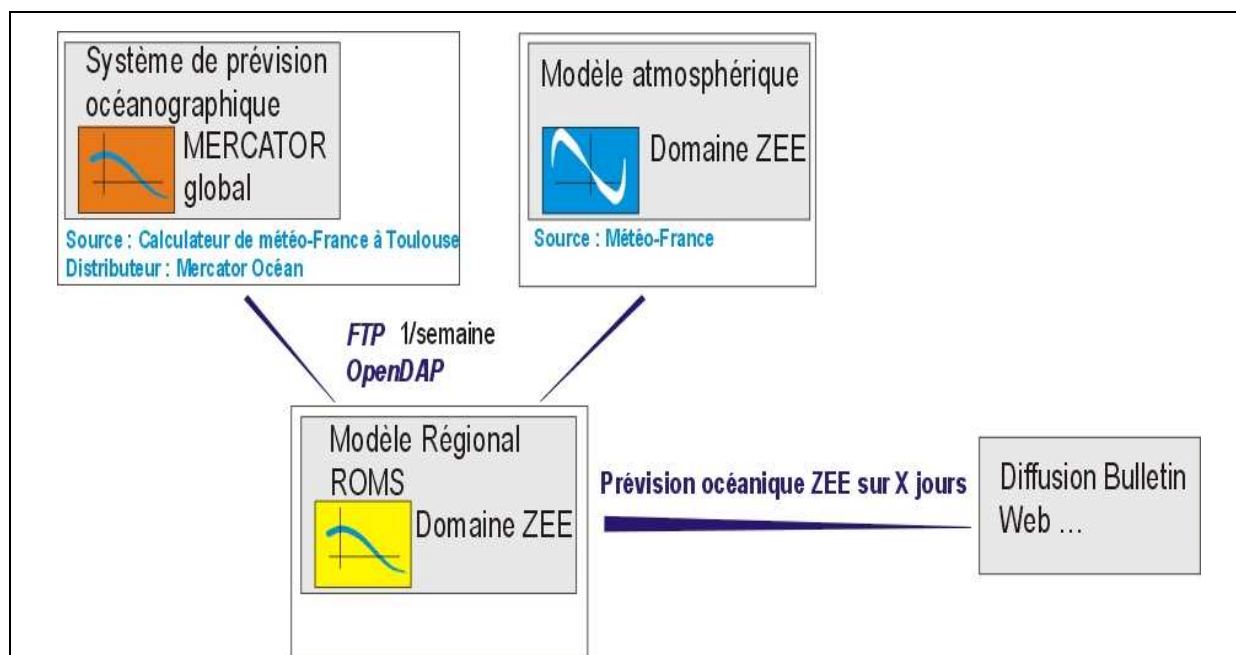 Système de prévision
océanographique
MERCATOR
global
Source : Calculateur de météo-France à Toulouse
Distributeur : Mercator Océan
Modèle atmosphérique
Domaine ZEE
Source : Météo-France
FTP 1/semaine
OpenDAP
Modèle Régional
ROMS
Domaine ZEE
Prévision océanique ZEE sur X jours
Diffusion Bulletin
Web ...